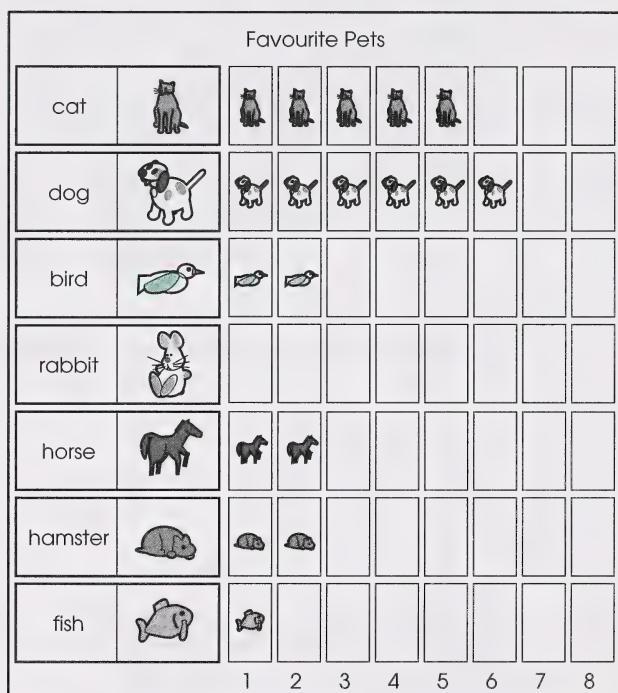 Favourite Pets
cat
dog
bird
rabbit
horse
hamster
fish
1 2 3 4 5 6 7 8